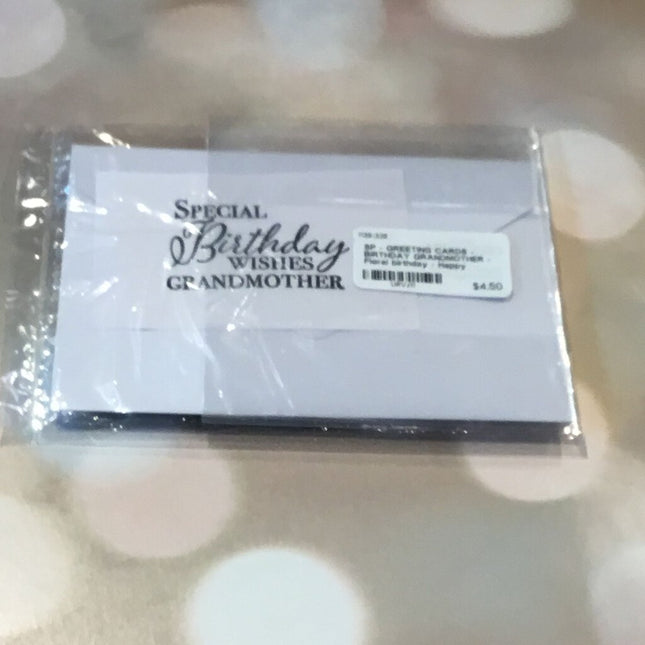 SPECIAL
Birthday
WISHES
GRANDMOTHER
SP - GREETING CARDS -
BIRTHDAY GRANDMOTHER -
Floral birthday - Happy
$4.50